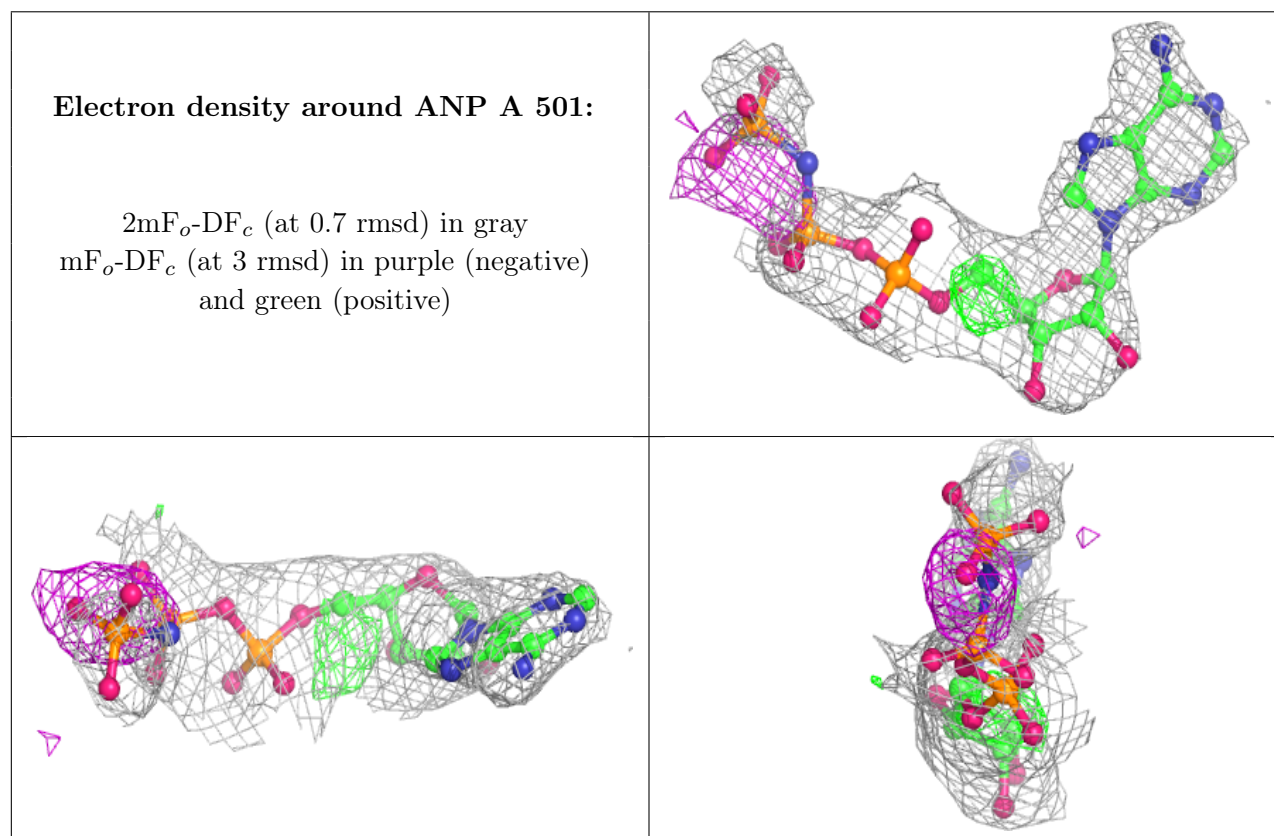 Electron density around ANP A 501:
2mFₒ-DF𝒸 (at 0.7 rmsd) in gray
mFₒ-DF𝒸 (at 3 rmsd) in purple (negative)
and green (positive)